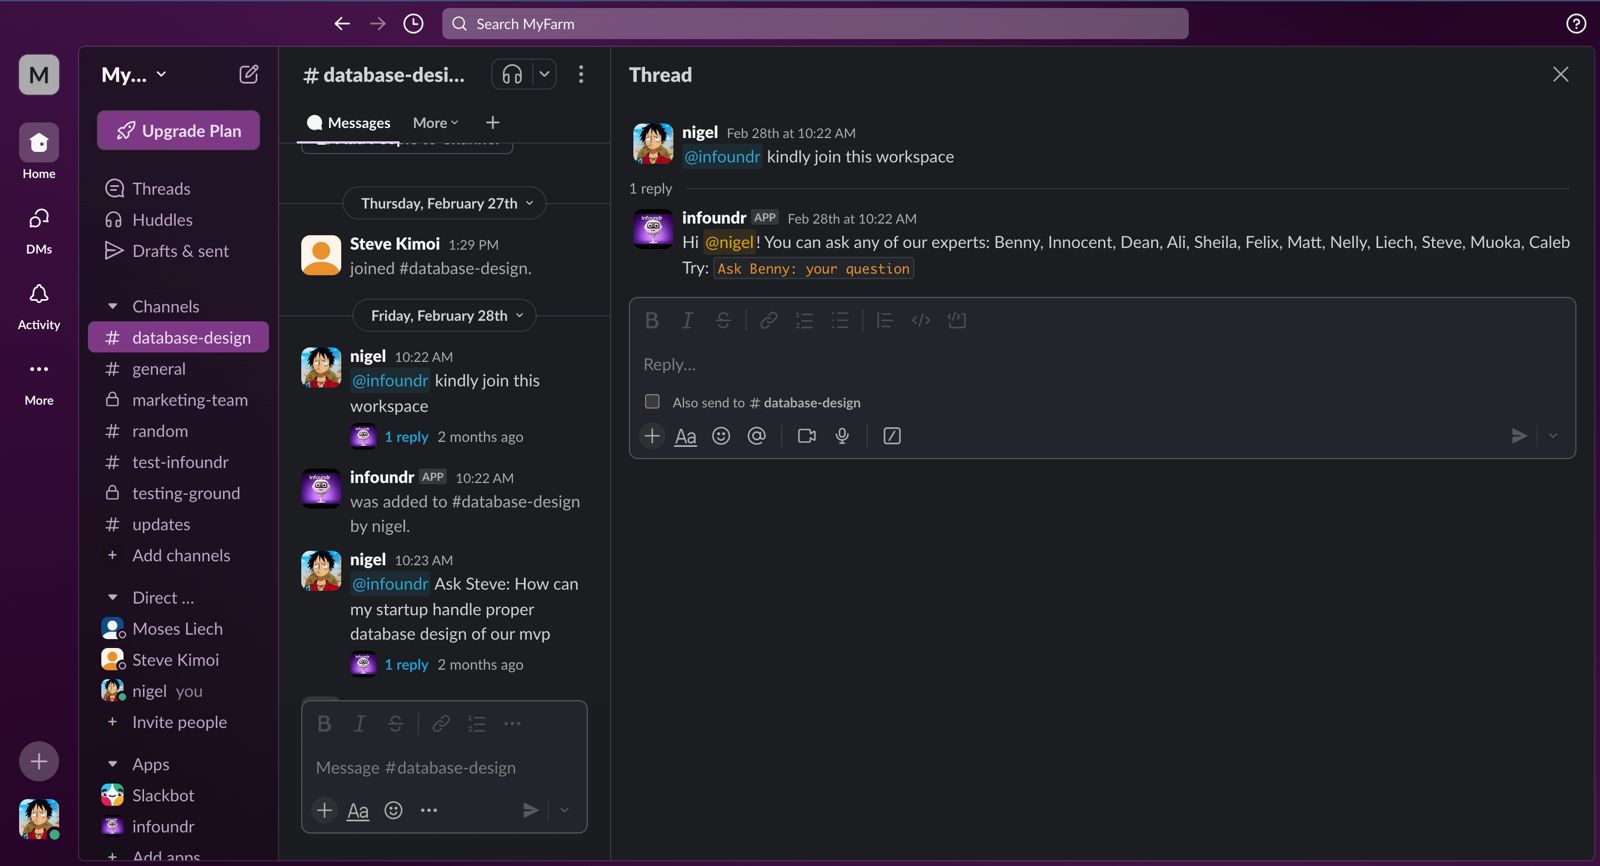 Search MyFarm
M
Home
DMs
Activity
More
My...
Upgrade Plan
Threads
Huddles
Drafts & sent
Channels
# database-design
# general
marketing-team
# random
# test-infoundr
testing-ground
# updates
+ Add channels
Direct ...
Moses Liech
Steve Kimoi
nigel you
+ Invite people
Apps
Slackbot
infoundr
+ Add apps
# database-desi...
Messages
More
Thursday, February 27th
Steve Kimoi 1:29 PM
joined #database-design.
Friday, February 28th
nigel 10:22 AM
@infoundr kindly join this
workspace
1 reply 2 months ago
infoundr APP 10:22 AM
was added to #database-design
by nigel.
nigel 10:23 AM
@infoundr Ask Steve: How can
my startup handle proper
database design of our mvp
1 reply 2 months ago
B I S
Message #database-design
Aa
Thread
nigel Feb 28th at 10:22 AM
@infoundr kindly join this workspace
1 reply
infoundr APP Feb 28th at 10:22 AM
Hi @nigel! You can ask any of our experts: Benny, Innocent, Dean, Ali, Sheila, Felix, Matt, Nelly, Liech, Steve, Muoka, Caleb
Try: Ask Benny: your question
B I S
Reply...
Also send to # database-design
Aa